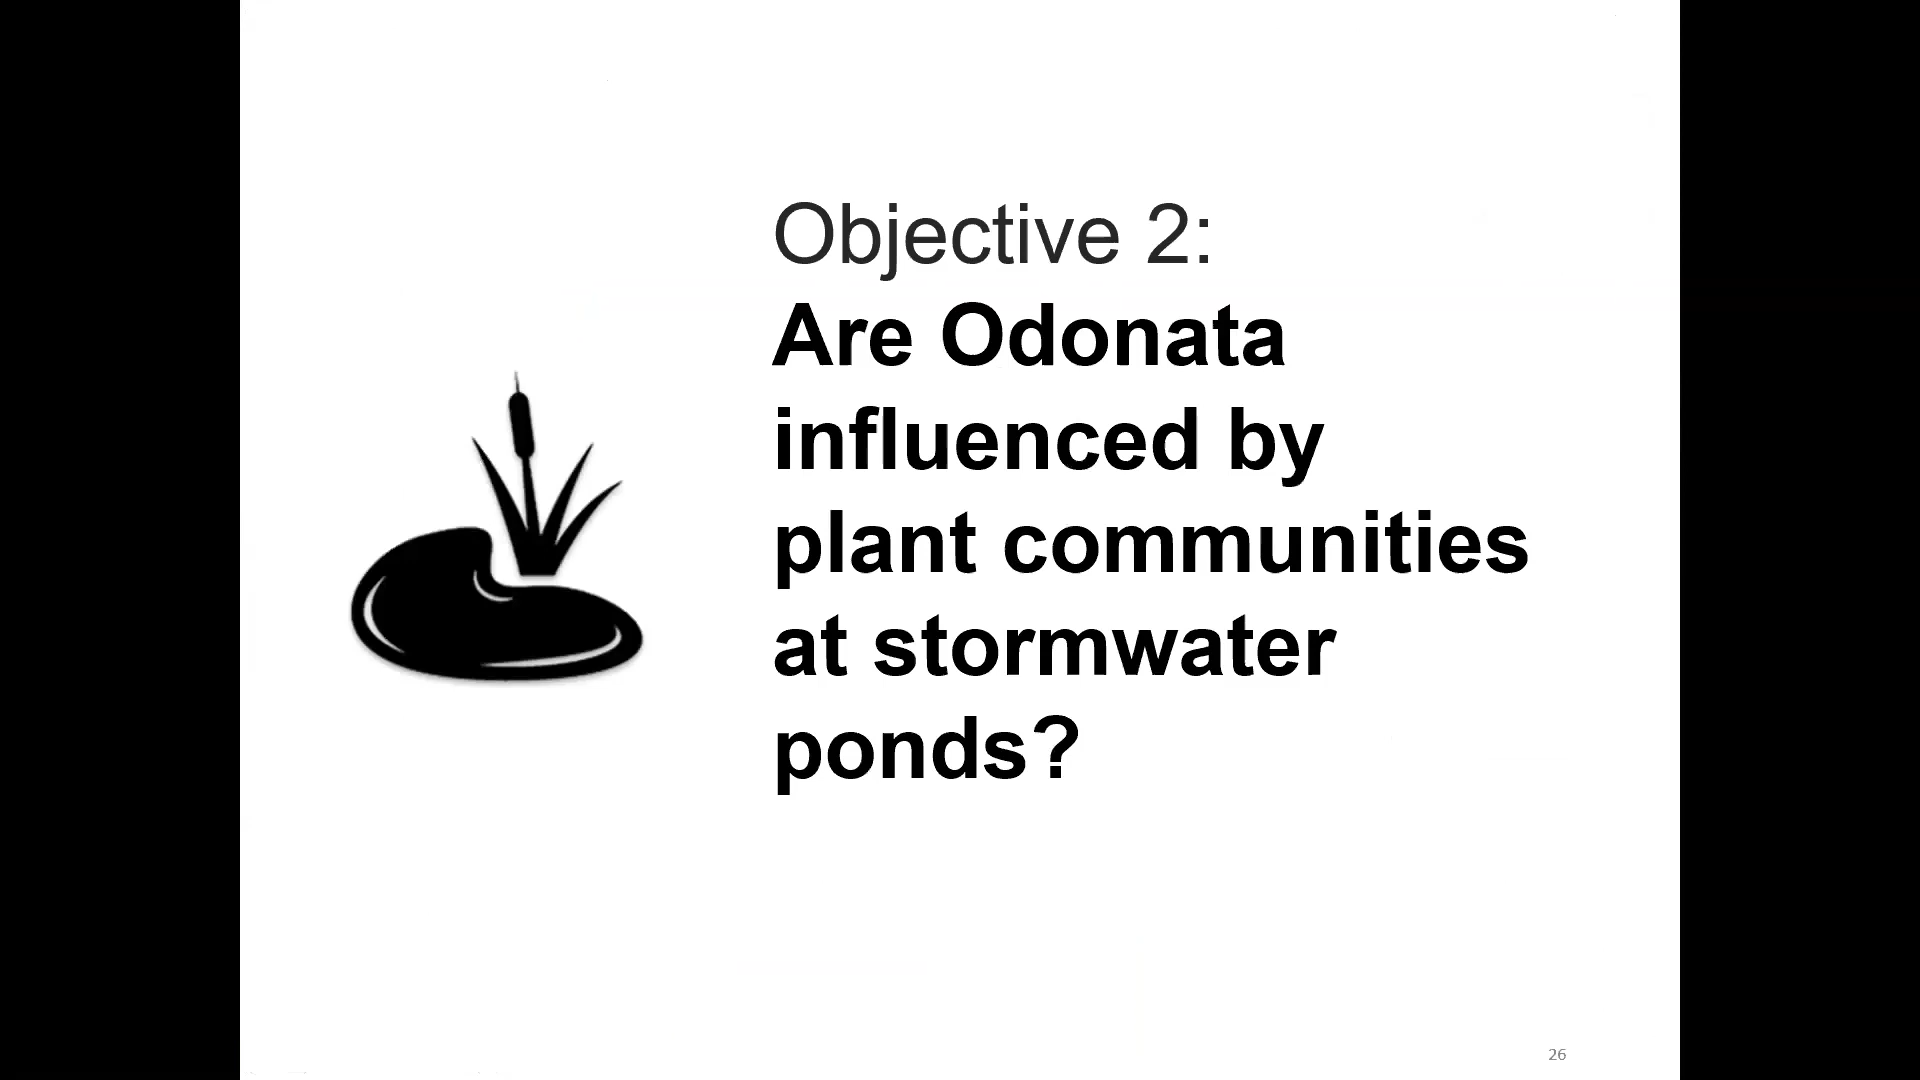 Objective 2:
Are Odonata
influenced by
plant communities
at stormwater
ponds?
26